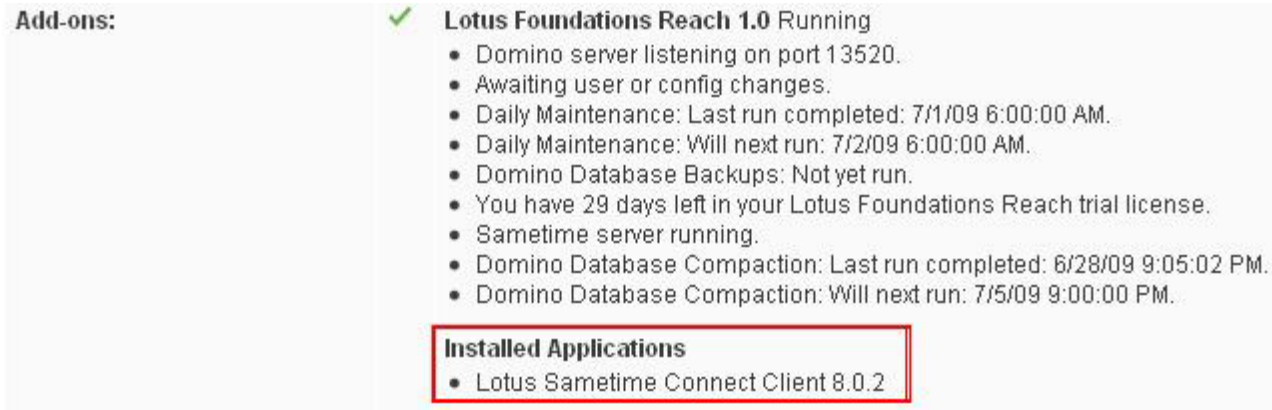 Add-ons:
Lotus Foundations Reach 1.0 Running
• Domino server listening on port 13520.
• Awaiting user or config changes.
• Daily Maintenance: Last run completed: 7/1/09 6:00:00 AM.
• Daily Maintenance: Will next run: 7/2/09 6:00:00 AM.
• Domino Database Backups: Not yet run.
• You have 29 days left in your Lotus Foundations Reach trial license.
• Sametime server running.
• Domino Database Compaction: Last run completed: 6/28/09 9:05:02 PM.
• Domino Database Compaction: Will next run: 7/5/09 9:00:00 PM.
Installed Applications
• Lotus Sametime Connect Client 8.0.2